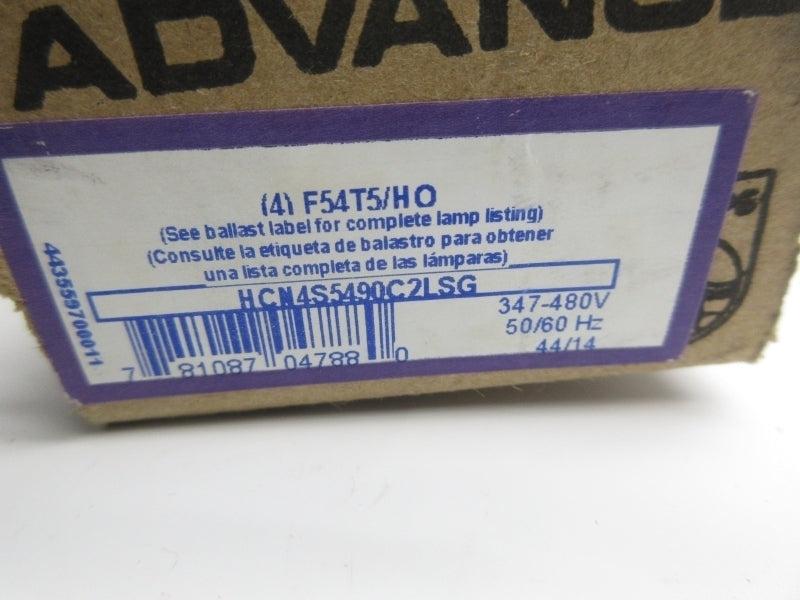 ADVANCE
(4) F54T5/HO
(See ballast label for complete lamp listing)
(Consulte la etiqueta de balastro para obtener
una lista completa de las lámparas)
HCN4S5490C2LSG
347-480V
50/60 Hz
44/14
7 81087 04788 0